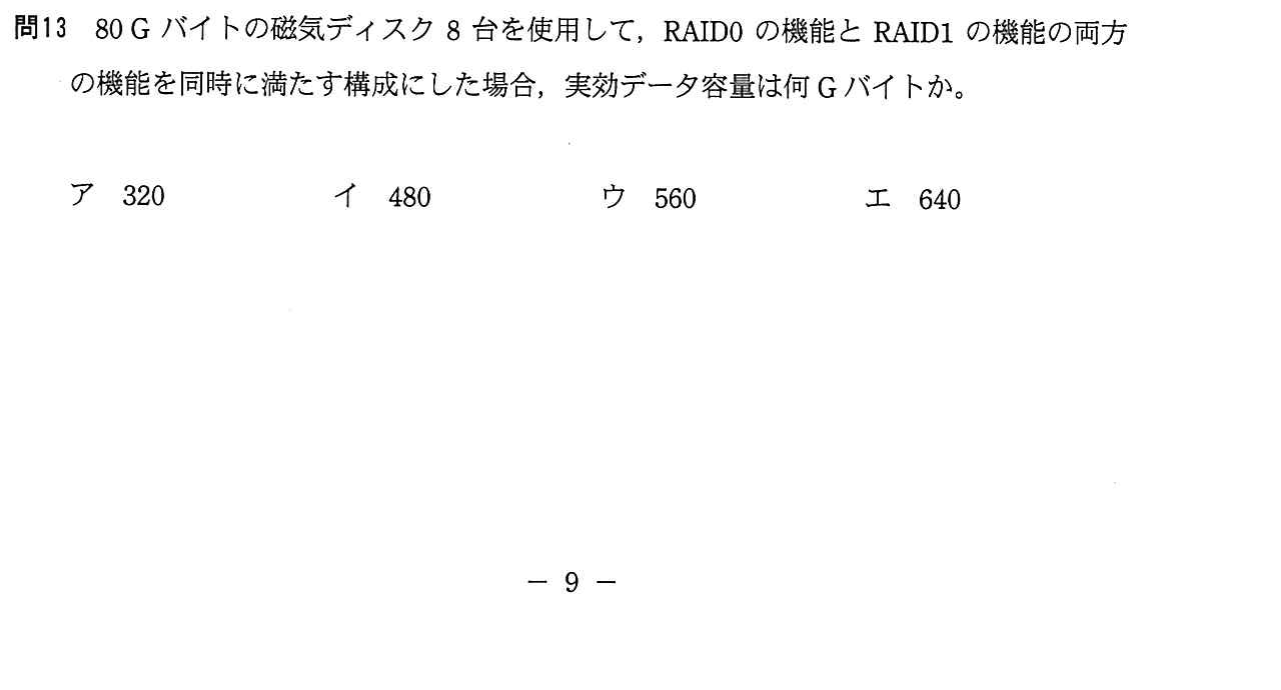 問13 80 G バイトの磁気ディスク 8 台を使用して，RAID0 の機能と RAID1 の機能の両方
の機能を同時に満たす構成にした場合，実効データ容量は何 G バイトか。
ア 320 イ 480 ウ 560 エ 640
－ 9 －